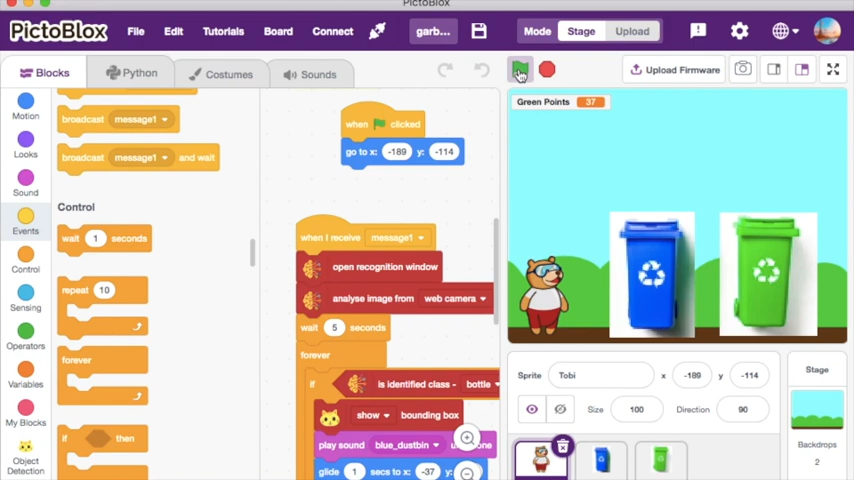 PictoBlox
PictoBlox File Edit Tutorials Board Connect garb... Mode Stage Upload
Blocks Python Costumes Sounds Upload Firmware
Motion
Looks
Sound
Events
Control
Sensing
Operators
Variables
My Blocks
Object
Detection
broadcast message1
broadcast message1 and wait
Control
wait 1 seconds
repeat 10
forever
if then
when clicked
go to x: -189 y: -114
when I receive message1
open recognition window
analyse image from web camera
wait 5 seconds
forever
if is identified class - bottle
show bounding box
play sound blue_dustbin
glide 1 secs to x: -37 y:
Green Points 37
Sprite Tobi x -189 y -114
Size 100 Direction 90
Stage
Backdrops
2